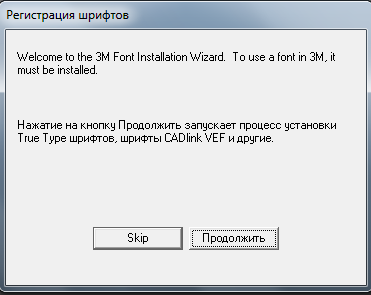 Регистрация шрифтов
Welcome to the 3M Font Installation Wizard. To use a font in 3M, it
must be installed.
Нажатие на кнопку Продолжить запускает процесс установки
True Type шрифтов, шрифты CADlink VEF и другие.
Skip
Продолжить